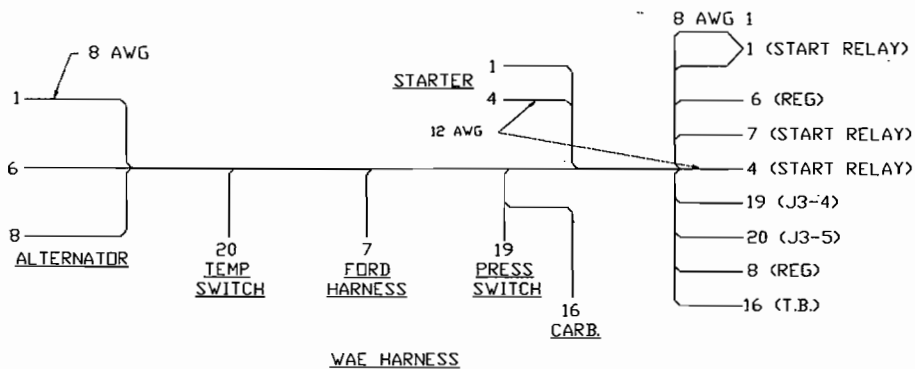 8 AWG 1
8 AWG
1 (START RELAY)
STARTER
1
1
4
6 (REG)
12 AWG
7 (START RELAY)
6
4 (START RELAY)
19 (J3-4)
8
20 (J3-5)
ALTERNATOR
20
TEMP
SWITCH
7
FORD
HARNESS
19
PRESS
SWITCH
8 (REG)
16
CARB.
16 (T.B.)
WAE HARNESS